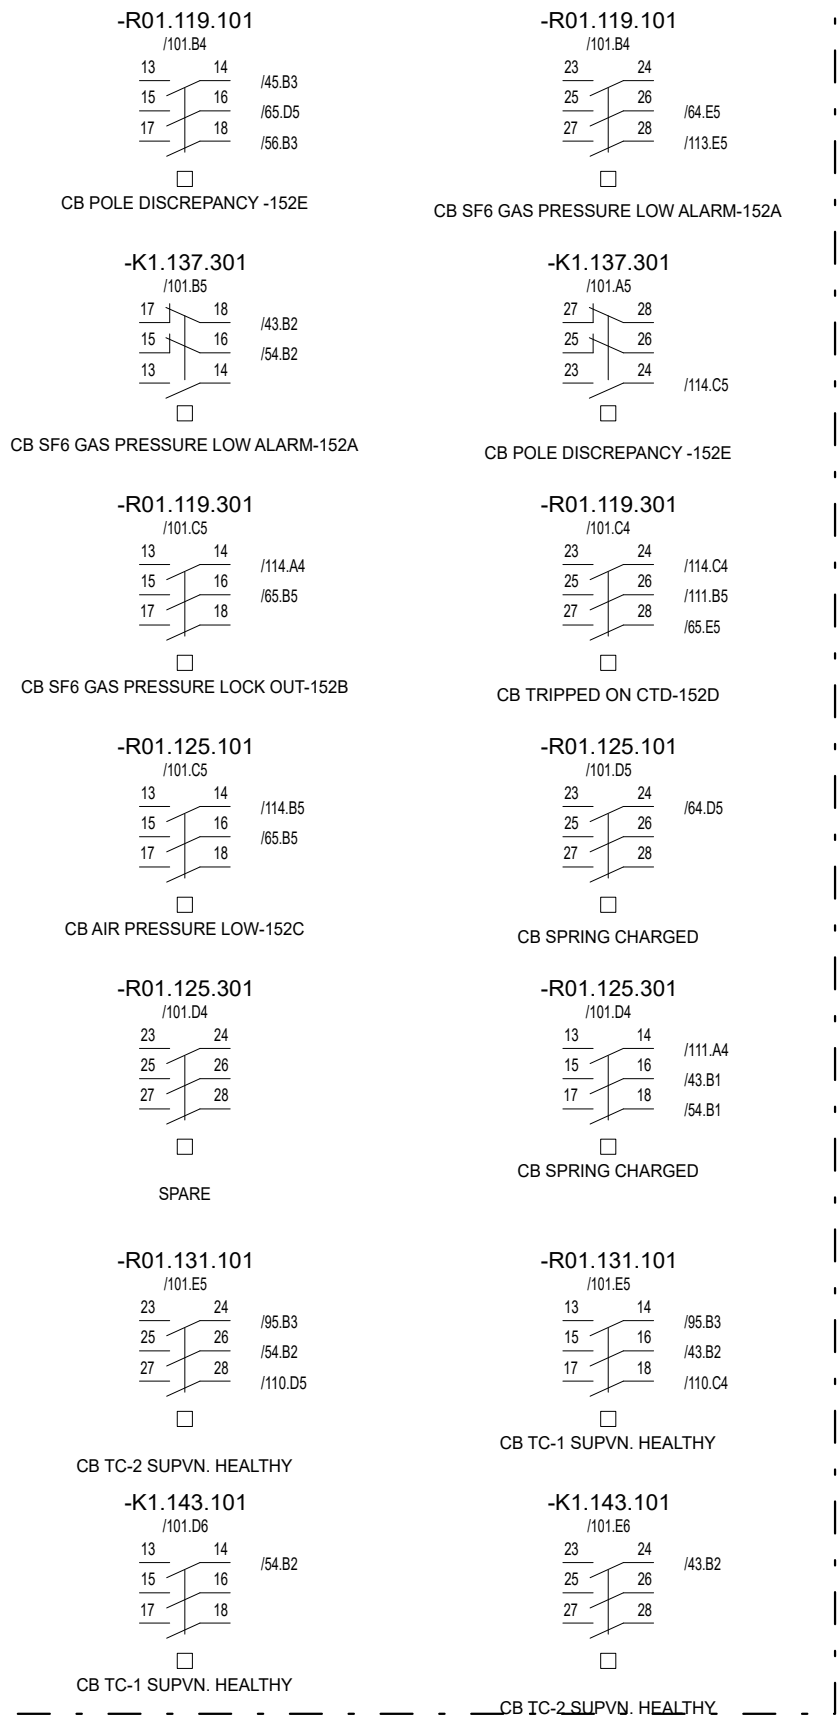 -R01.119.101
/101.B4
13 14 /45.B3
15 16 /65.D5
17 18 /56.B3
CB POLE DISCREPANCY -152E
-R01.119.101
/101.B4
23 24
25 26 /64.E5
27 28 /113.E5
CB SF6 GAS PRESSURE LOW ALARM-152A
-K1.137.301
/101.B5
17 18 /43.B2
15 16 /54.B2
13 14
CB SF6 GAS PRESSURE LOW ALARM-152A
-K1.137.301
/101.A5
27 28
25 26
23 24 /114.C5
CB POLE DISCREPANCY -152E
-R01.119.301
/101.C5
13 14 /114.A4
15 16 /65.B5
17 18
CB SF6 GAS PRESSURE LOCK OUT-152B
-R01.119.301
/101.C4
23 24 /114.C4
25 26 /111.B5
27 28 /65.E5
CB TRIPPED ON CTD-152D
-R01.125.101
/101.C5
13 14 /114.B5
15 16 /65.B5
17 18
CB AIR PRESSURE LOW-152C
-R01.125.101
/101.D5
23 24 /64.D5
25 26
27 28
CB SPRING CHARGED
-R01.125.301
/101.D4
23 24
25 26
27 28
SPARE
-R01.125.301
/101.D4
13 14 /111.A4
15 16 /43.B1
17 18 /54.B1
CB SPRING CHARGED
-R01.131.101
/101.E5
23 24 /95.B3
25 26 /54.B2
27 28 /110.D5
CB TC-2 SUPVN. HEALTHY
-R01.131.101
/101.E5
13 14 /95.B3
15 16 /43.B2
17 18 /110.C4
CB TC-1 SUPVN. HEALTHY
-K1.143.101
/101.D6
13 14 /54.B2
15 16
17 18
CB TC-1 SUPVN. HEALTHY
-K1.143.101
/101.E6
23 24 /43.B2
25 26
27 28
CB TC-2 SUPVN. HEALTHY